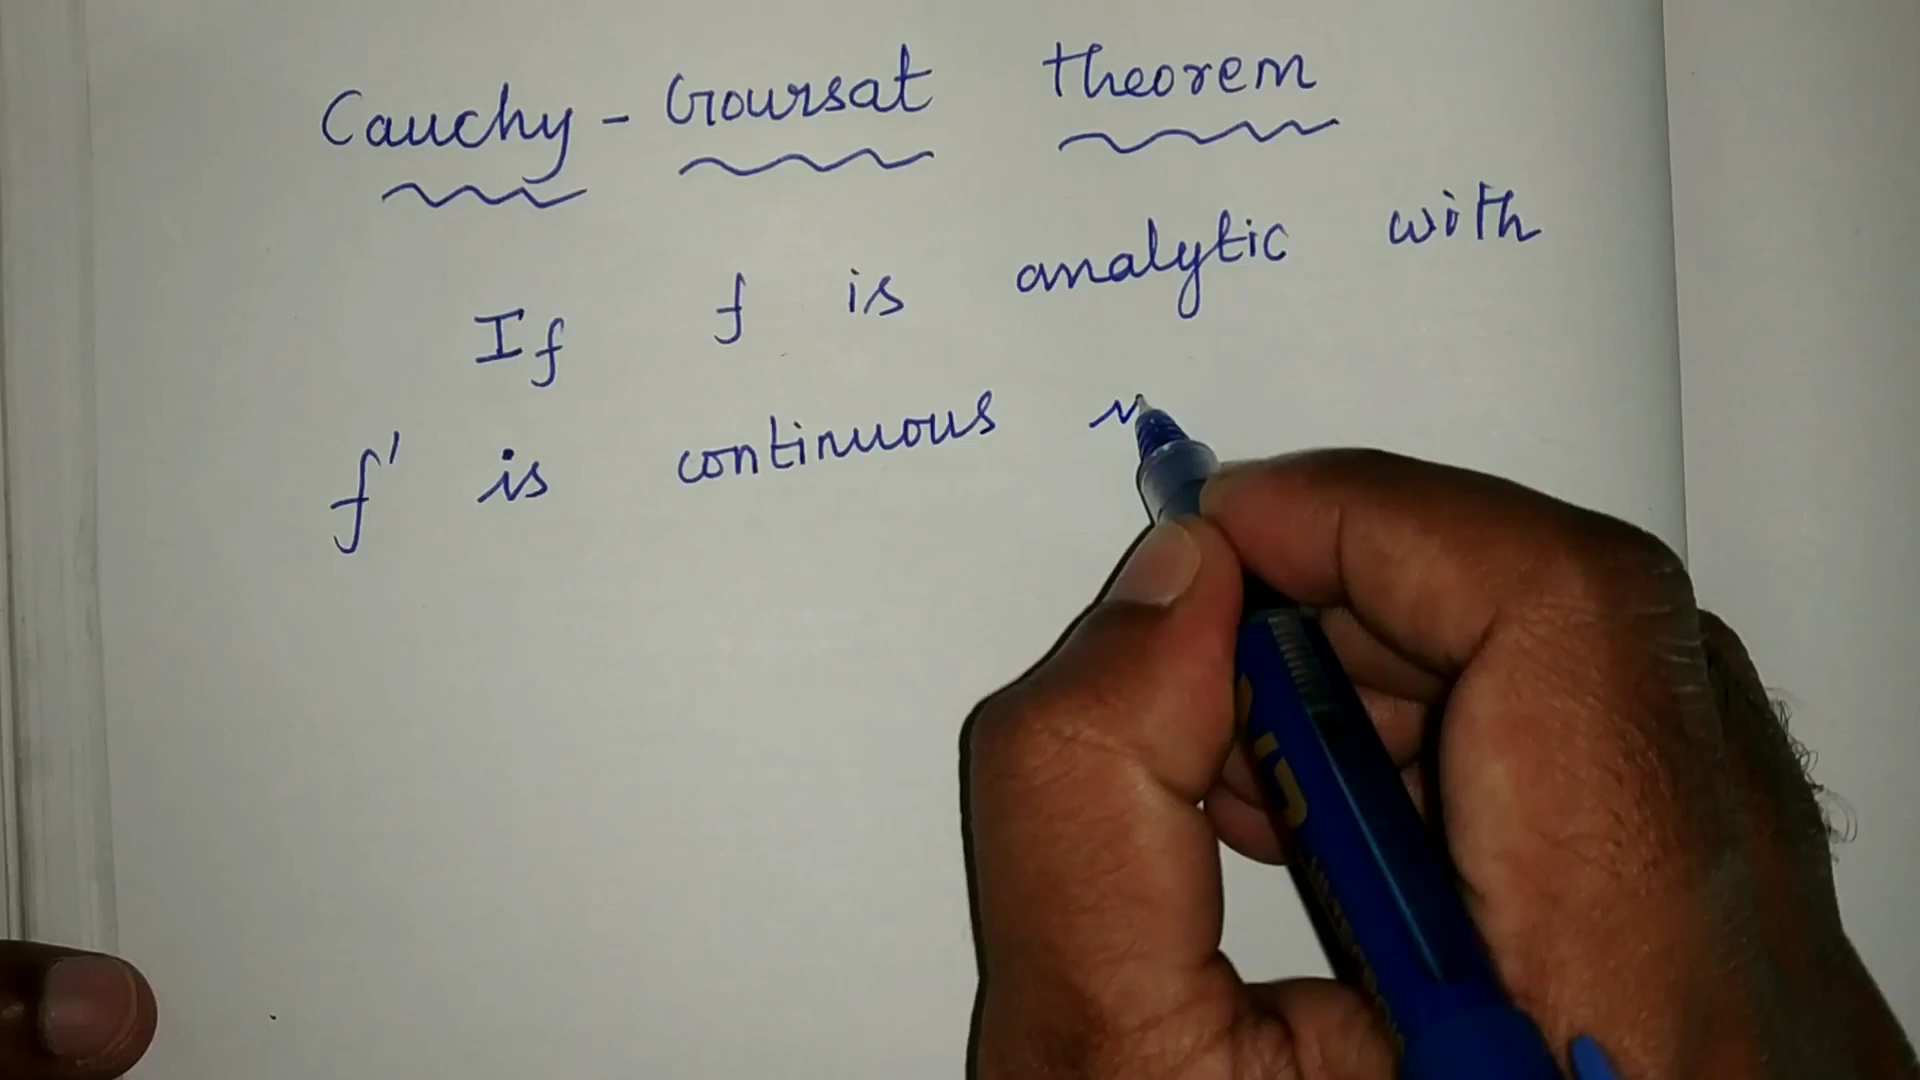 Cauchy - Goursat theorem
If f is analytic with
f' is continuous